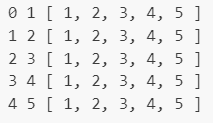 0 1 [ 1, 2, 3, 4, 5 ]
1 2 [ 1, 2, 3, 4, 5 ]
2 3 [ 1, 2, 3, 4, 5 ]
3 4 [ 1, 2, 3, 4, 5 ]
4 5 [ 1, 2, 3, 4, 5 ]